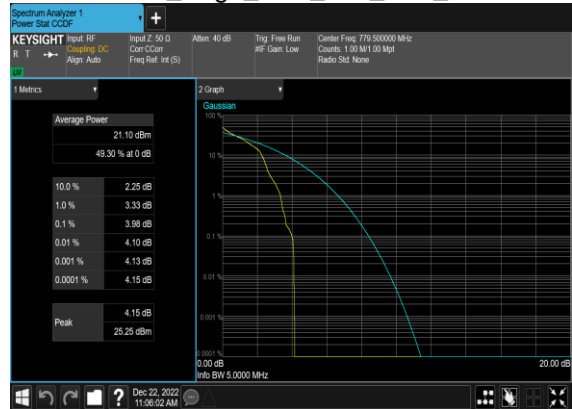 Spectrum Analyzer 1
Power Stat CCDF
KEYSIGHT
R T
Input: RF
Coupling: DC
Align: Auto
Input Z: 50 Ω
Corr CCorr
Freq Ref: Int (S)
Atten: 40 dB
Trig: Free Run
#IF Gain: Low
Center Freq: 779.500000 MHz
Counts: 1.00 M/1.00 Mpt
Radio Std: None
1 Metrics
Average Power
21.10 dBm
49.30 % at 0 dB
10.0 % 2.25 dB
1.0 % 3.33 dB
0.1 % 3.98 dB
0.01 % 4.10 dB
0.001 % 4.13 dB
0.0001 % 4.15 dB
Peak
4.15 dB
25.25 dBm
2 Graph
Gaussian
100 %
10 %
1 %
0.1 %
0.01 %
0.001 %
0.0001 %
0.00 dB 20.00 dB
Info BW 5.0000 MHz
?
Dec 22, 2022
11:06:02 AM